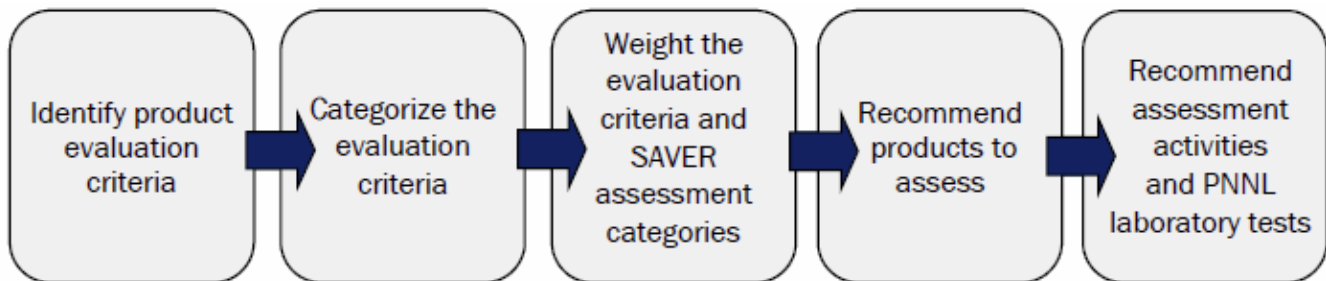 Identify product
evaluation
criteria
Categorize the
evaluation
criteria
Weight the
evaluation
criteria and
SAVER
assessment
categories
Recommend
products to
assess
Recommend
assessment
activities
and PNNL
laboratory tests